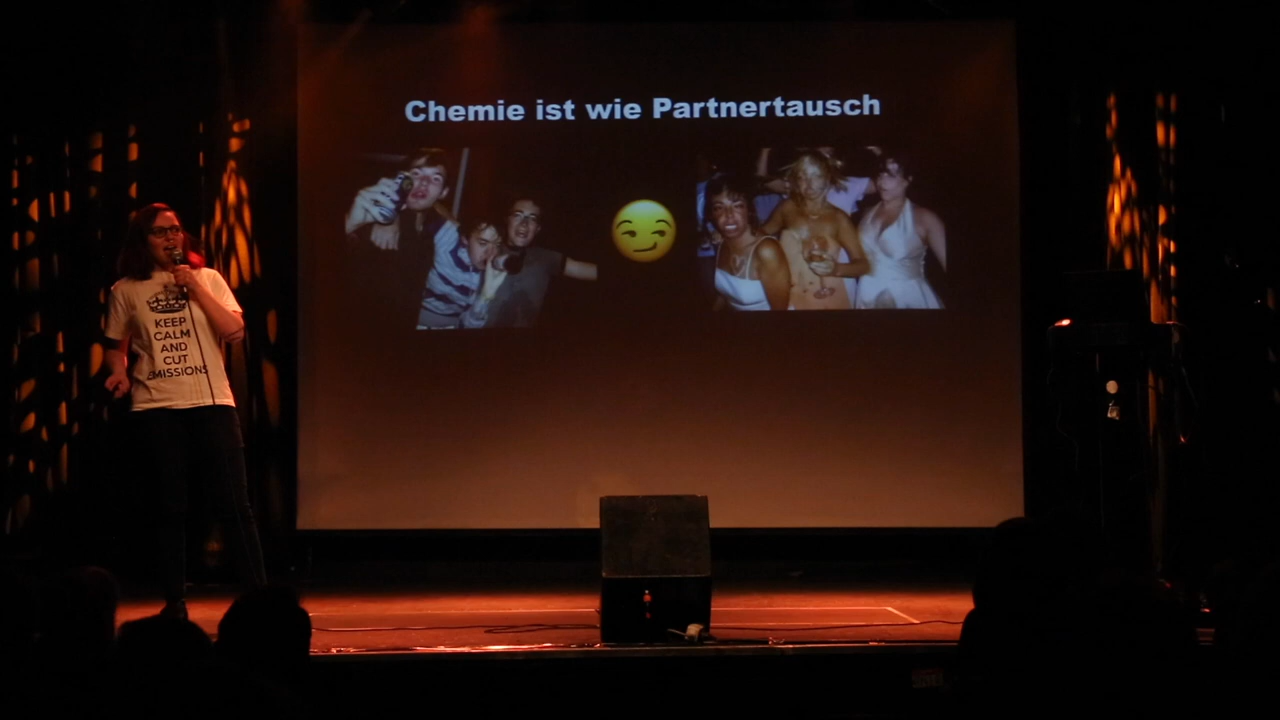 Chemie ist wie Partnertausch
KEEP
CALM
AND
CUT
EMISSIONS